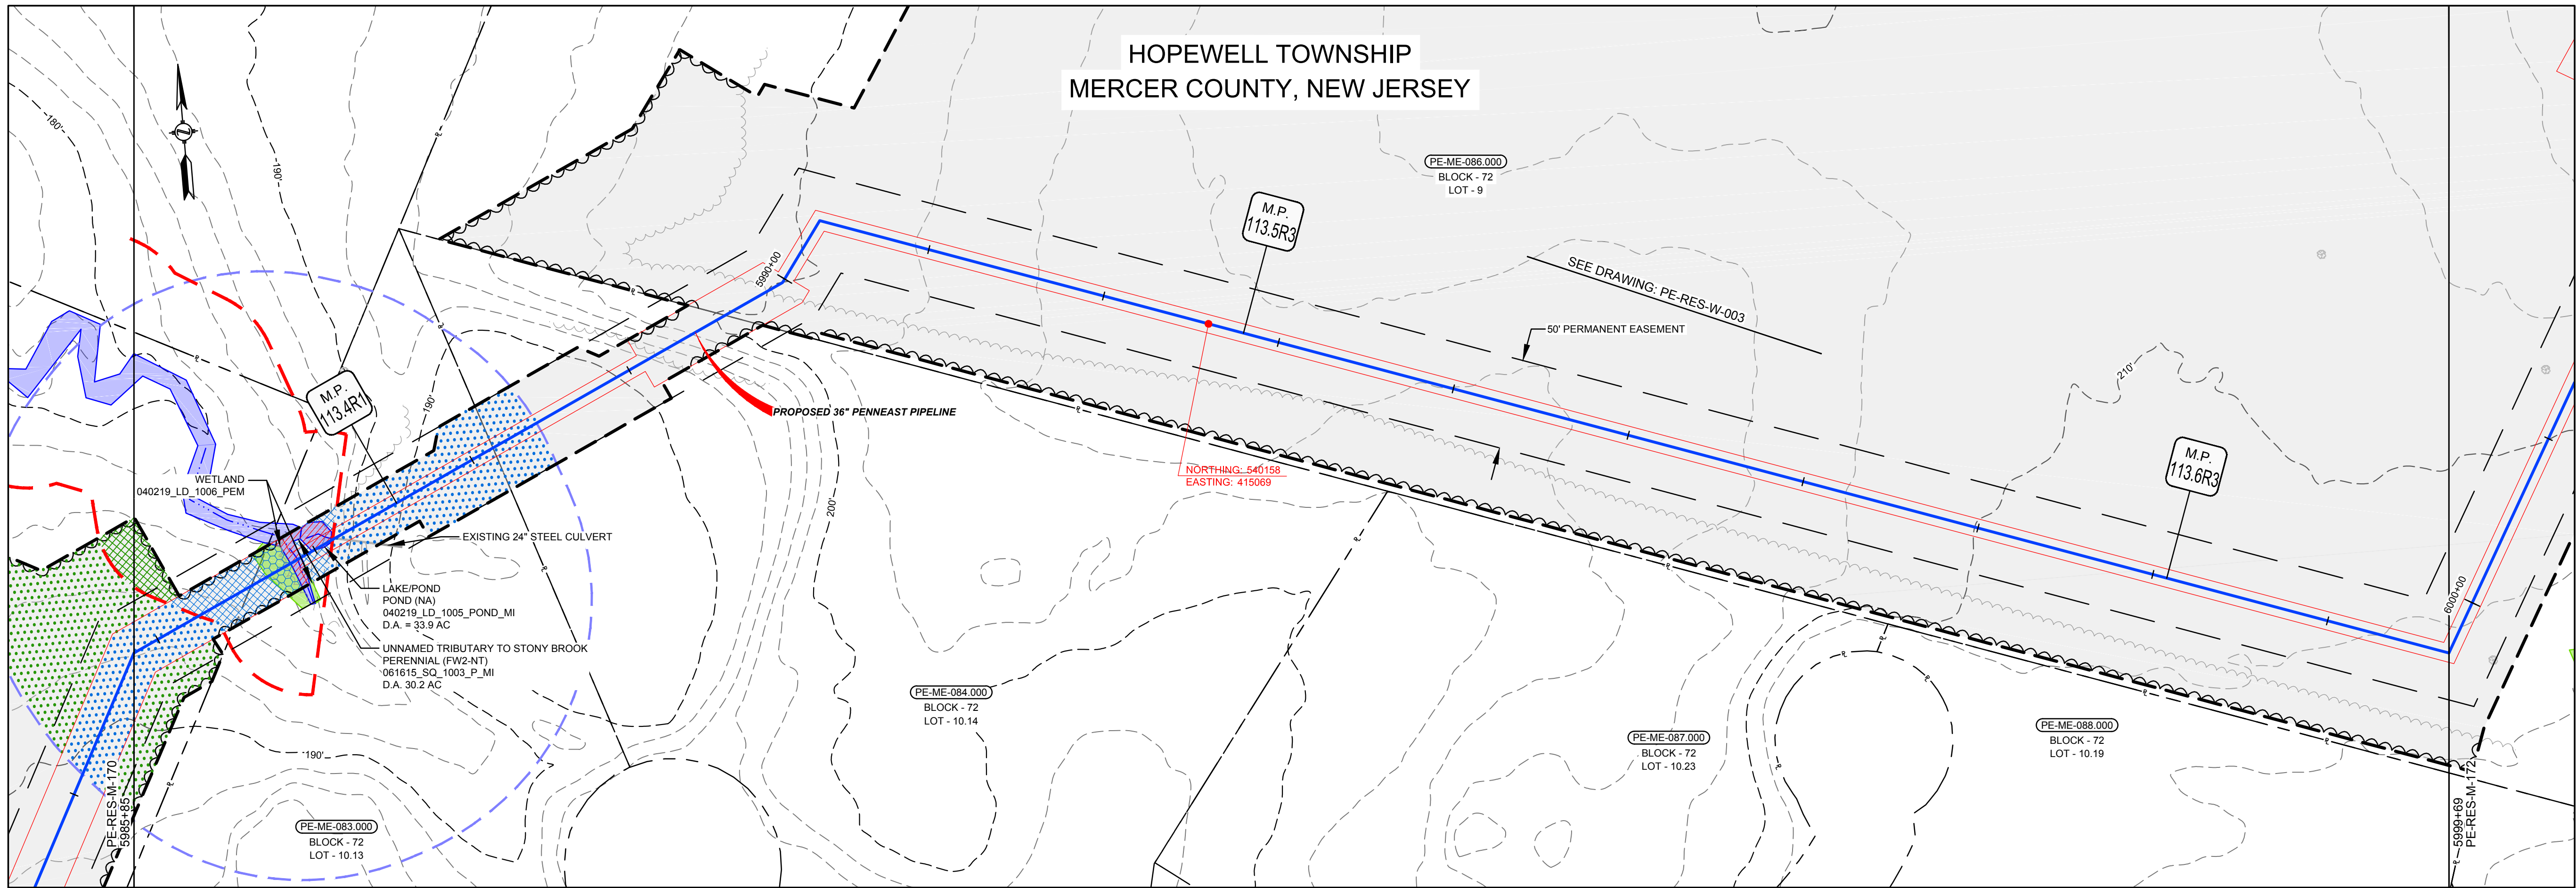 HOPEWELL TOWNSHIP
MERCER COUNTY, NEW JERSEY
180'
190'
Z
PE-ME-086.000
BLOCK - 72
LOT - 9
M.P.
113.5R3
5990+00
SEE DRAWING: PE-RES-W-003
50' PERMANENT EASEMENT
M.P.
113.4R1
190'
PROPOSED 36" PENNEAST PIPELINE
210'
NORTHING: 540158
EASTING: 415069
M.P.
113.6R3
WETLAND
040219_LD_1006_PEM
200'
EXISTING 24" STEEL CULVERT
LAKE/POND
POND (NA)
040219_LD_1005_POND_MI
D.A. = 33.9 AC
UNNAMED TRIBUTARY TO STONY BROOK
PERENNIAL (FW2-NT)
061615_SQ_1003_P_MI
D.A. 30.2 AC
6000+00
PE-ME-084.000
BLOCK - 72
LOT - 10.14
PE-ME-087.000
BLOCK - 72
LOT - 10.23
PE-ME-088.000
BLOCK - 72
LOT - 10.19
190'
PE-RES-M-170
5985+85
PE-ME-083.000
BLOCK - 72
LOT - 10.13
5999+69
PE-RES-M-172